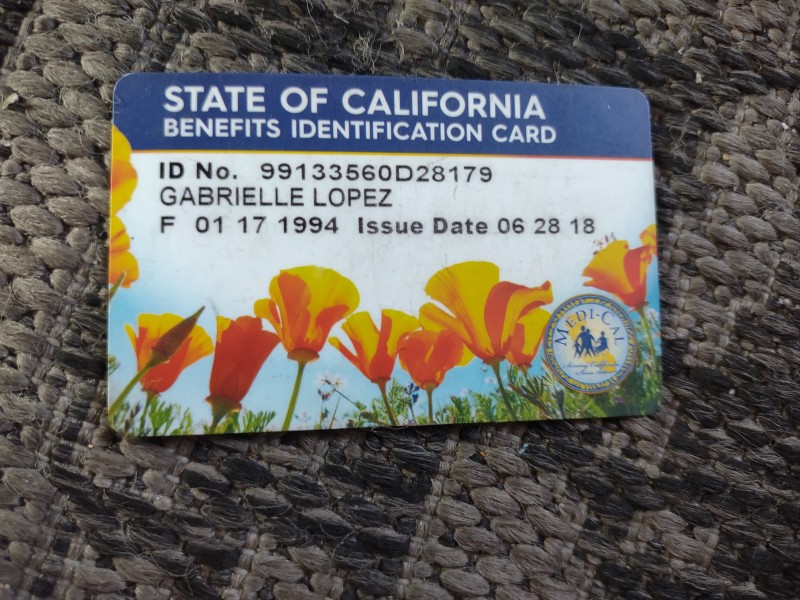 STATE OF CALIFORNIA
BENEFITS IDENTIFICATION CARD
ID No. 99133560D28179
GABRIELLE LOPEZ
F 01 17 1994 Issue Date 06 28 18
MEDI-CAL